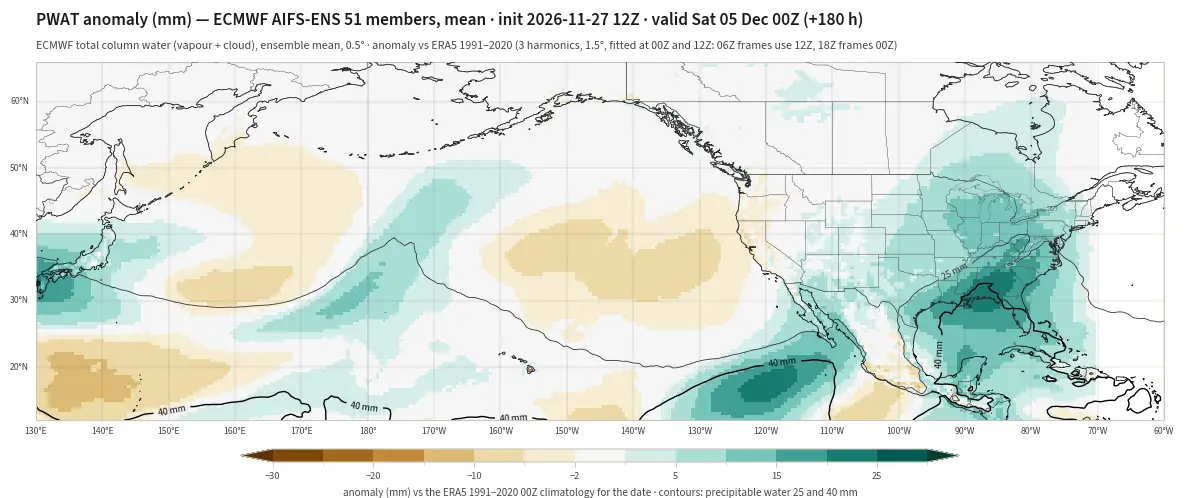 PWAT anomaly (mm) — ECMWF AIFS-ENS 51 members, mean · init 2026-11-27 12Z · valid Sat 05 Dec 00Z (+180 h)
ECMWF total column water (vapour + cloud), ensemble mean, 0.5° · anomaly vs ERA5 1991–2020 (3 harmonics, 1.5°, fitted at 00Z and 12Z: 06Z frames use 12Z, 18Z frames 00Z)
60°N
50°N
40°N
30°N
20°N
25 mm
40 mm
40 mm
40 mm
40 mm
40 mm
130°E 140°E 150°E 160°E 170°E 180° 170°W 160°W 150°W 140°W 130°W 120°W 110°W 100°W 90°W 80°W 70°W 60°W
−30 −20 −10 −2 5 15 25
anomaly (mm) vs the ERA5 1991–2020 00Z climatology for the date · contours: precipitable water 25 and 40 mm